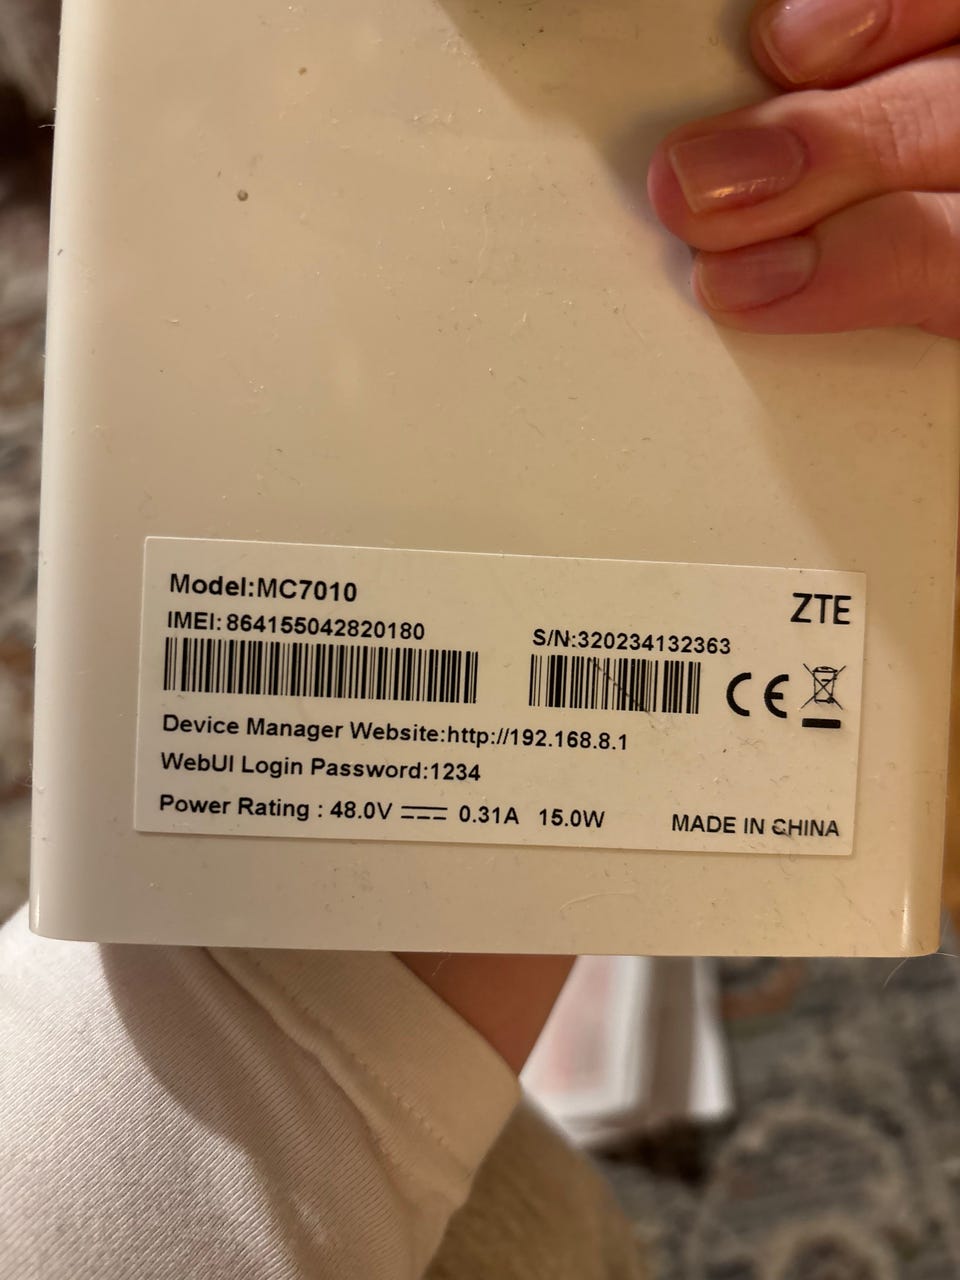 Model:MC7010
ZTE
IMEI: 864155042820180
S/N:320234132363
CE
Device Manager Website:http://192.168.8.1
WebUI Login Password:1234
Power Rating : 48.0V ⎓ 0.31A 15.0W
MADE IN CHINA